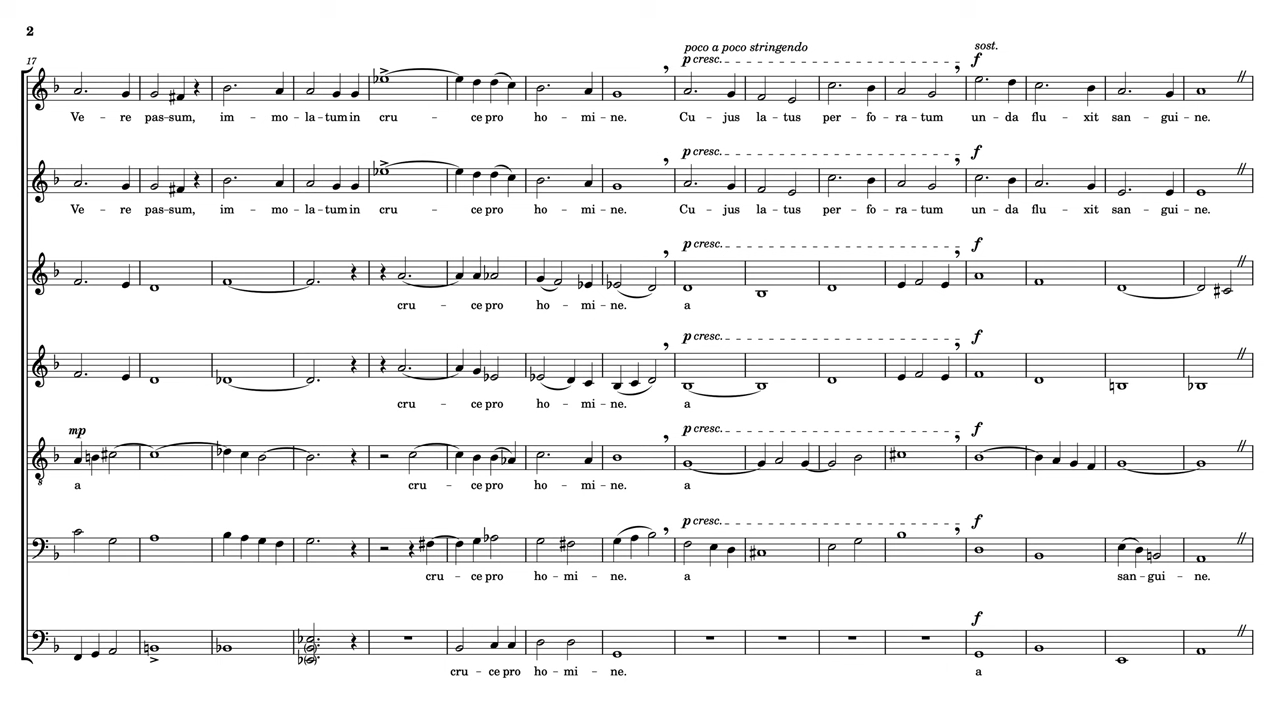 2
poco a poco stringendo
sost.
17
p cresc.
f
Ve – re pas–sum, im – mo – la–tum in cru – ce pro ho – mi – ne. Cu – jus la – tus per – fo – ra – tum un – da flu – xit san – gui – ne.
p cresc.
f
Ve – re pas–sum, im – mo – la–tum in cru – ce pro ho – mi – ne. Cu – jus la – tus per – fo – ra – tum un – da flu – xit san – gui – ne.
p cresc.
f
cru – ce pro ho – mi – ne. a
p cresc.
f
cru – ce pro ho – mi – ne. a
mp
p cresc.
f
8
a cru – ce pro ho – mi – ne. a
p cresc.
f
cru – ce pro ho – mi – ne. a san – gui – ne.
f
cru – ce pro ho – mi – ne. a